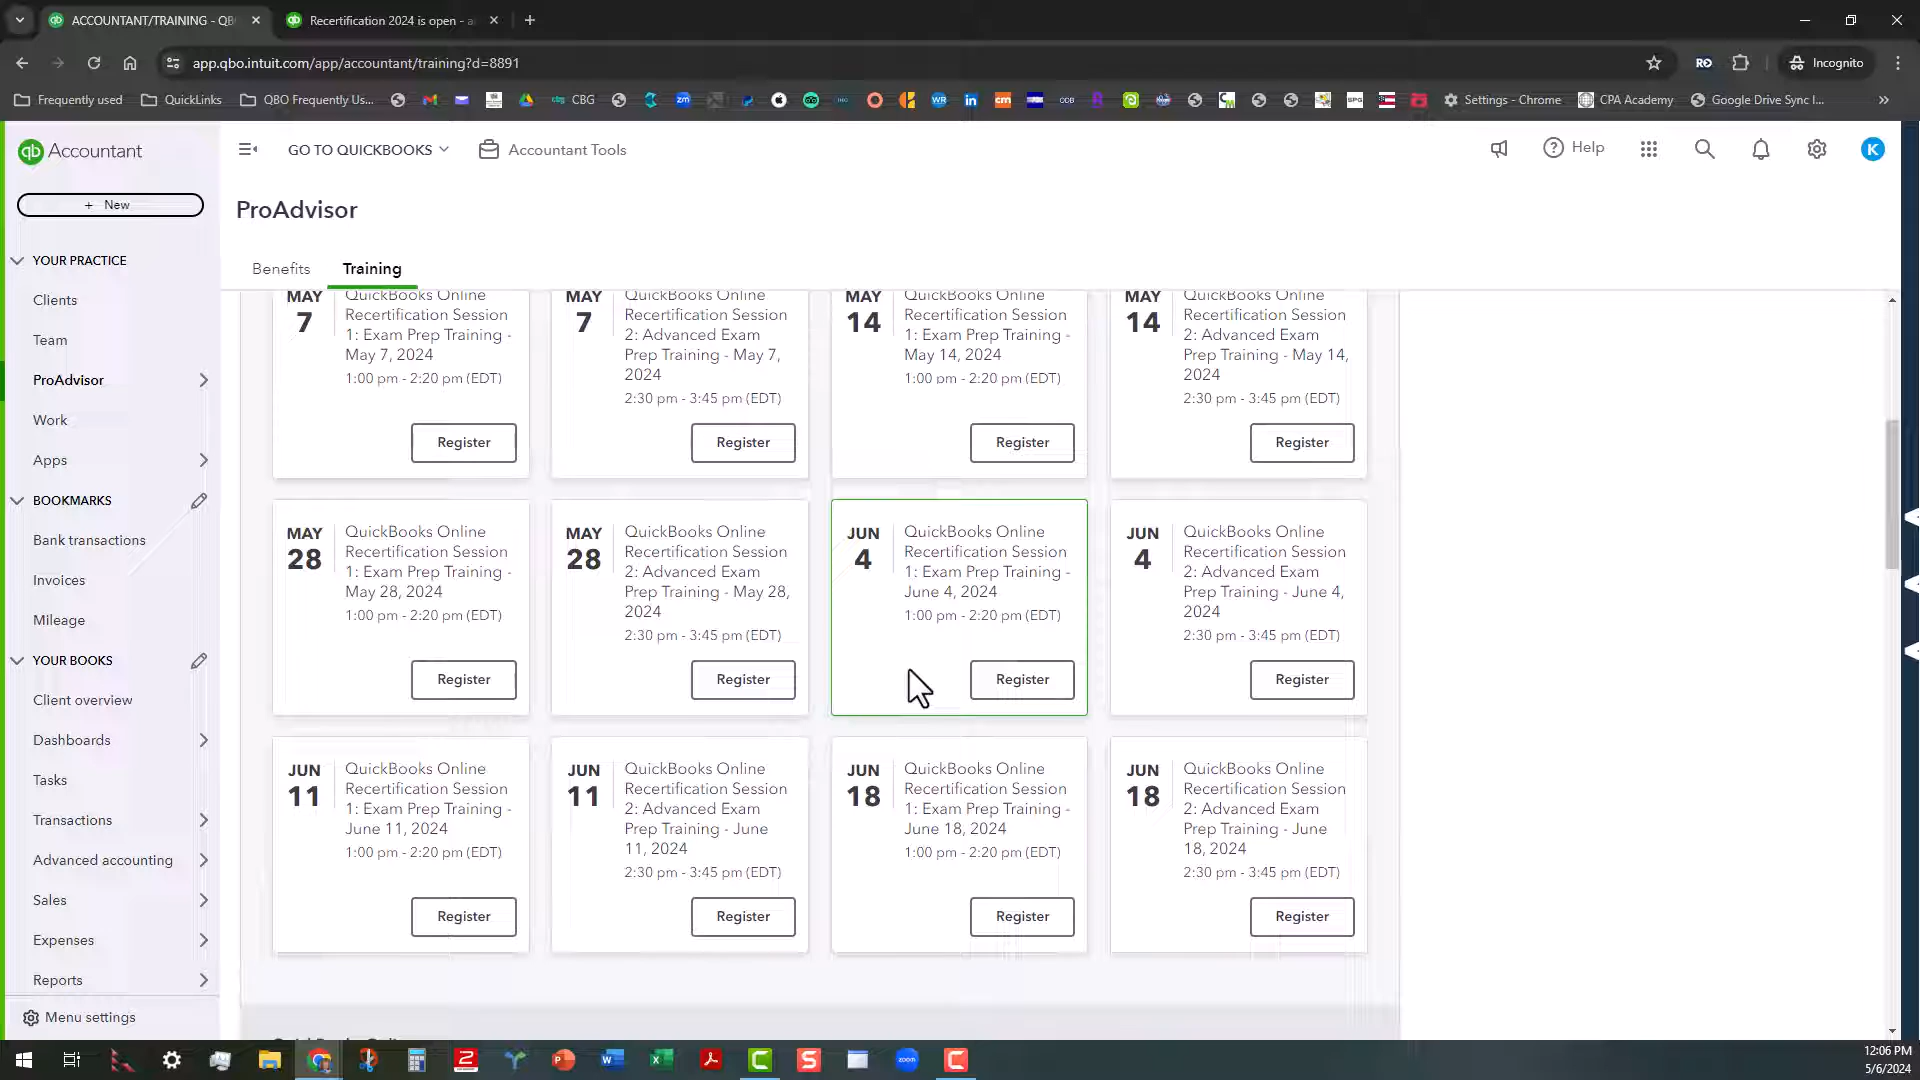 ACCOUNTANT/TRAINING - QB
Recertification 2024 is open - a
app.qbo.intuit.com/app/accountant/training?d=8891
Incognito
Frequently used
QuickLinks
QBO Frequently Us...
CBG
Settings - Chrome
CPA Academy
Google Drive Sync I...
qb Accountant
GO TO QUICKBOOKS
Accountant Tools
Help
K
+ New
ProAdvisor
Benefits
Training
YOUR PRACTICE
Clients
Team
ProAdvisor
Work
Apps
BOOKMARKS
Bank transactions
Invoices
Mileage
YOUR BOOKS
Client overview
Dashboards
Tasks
Transactions
Advanced accounting
Sales
Expenses
Reports
Menu settings
MAY
7
QuickBooks Online
Recertification Session
1: Exam Prep Training -
May 7, 2024
1:00 pm - 2:20 pm (EDT)
Register
MAY
7
QuickBooks Online
Recertification Session
2: Advanced Exam
Prep Training - May 7,
2024
2:30 pm - 3:45 pm (EDT)
Register
MAY
14
QuickBooks Online
Recertification Session
1: Exam Prep Training -
May 14, 2024
1:00 pm - 2:20 pm (EDT)
Register
MAY
14
QuickBooks Online
Recertification Session
2: Advanced Exam
Prep Training - May 14,
2024
2:30 pm - 3:45 pm (EDT)
Register
MAY
28
QuickBooks Online
Recertification Session
1: Exam Prep Training -
May 28, 2024
1:00 pm - 2:20 pm (EDT)
Register
MAY
28
QuickBooks Online
Recertification Session
2: Advanced Exam
Prep Training - May 28,
2024
2:30 pm - 3:45 pm (EDT)
Register
JUN
4
QuickBooks Online
Recertification Session
1: Exam Prep Training -
June 4, 2024
1:00 pm - 2:20 pm (EDT)
Register
JUN
4
QuickBooks Online
Recertification Session
2: Advanced Exam
Prep Training - June 4,
2024
2:30 pm - 3:45 pm (EDT)
Register
JUN
11
QuickBooks Online
Recertification Session
1: Exam Prep Training -
June 11, 2024
1:00 pm - 2:20 pm (EDT)
Register
JUN
11
QuickBooks Online
Recertification Session
2: Advanced Exam
Prep Training - June
11, 2024
2:30 pm - 3:45 pm (EDT)
Register
JUN
18
QuickBooks Online
Recertification Session
1: Exam Prep Training -
June 18, 2024
1:00 pm - 2:20 pm (EDT)
Register
JUN
18
QuickBooks Online
Recertification Session
2: Advanced Exam
Prep Training - June
18, 2024
2:30 pm - 3:45 pm (EDT)
Register
12:06 PM
5/6/2024